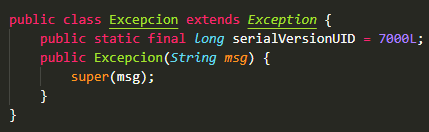 public class Excepcion extends Exception {
    public static final long serialVersionUID = 7000L;
    public Excepcion(String msg) {
        super(msg);
    }
}